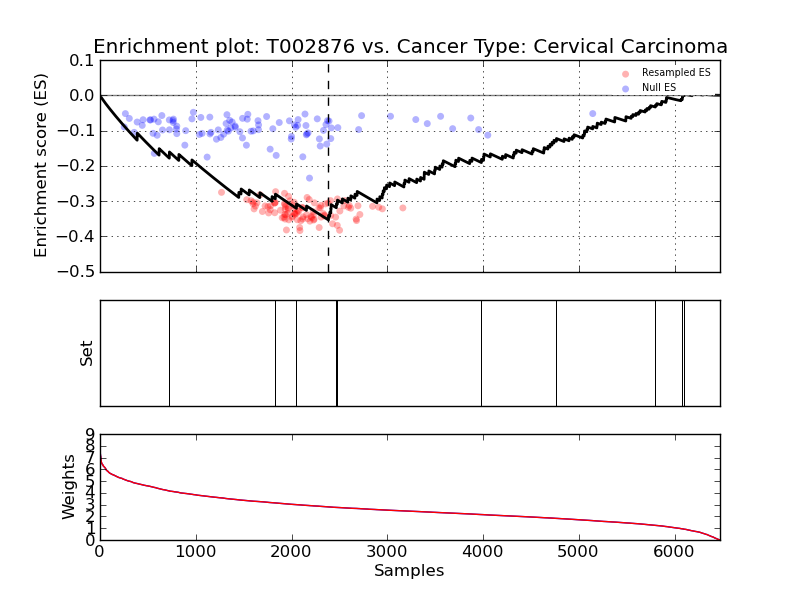 Enrichment plot: T002876 vs. Cancer Type: Cervical Carcinoma
Enrichment score (ES)
0.1
0.0
−0.1
−0.2
−0.3
−0.4
−0.5
Resampled ES
Null ES
Set
Weights
9
8
7
6
5
4
3
2
1
0
0 1000 2000 3000 4000 5000 6000
Samples